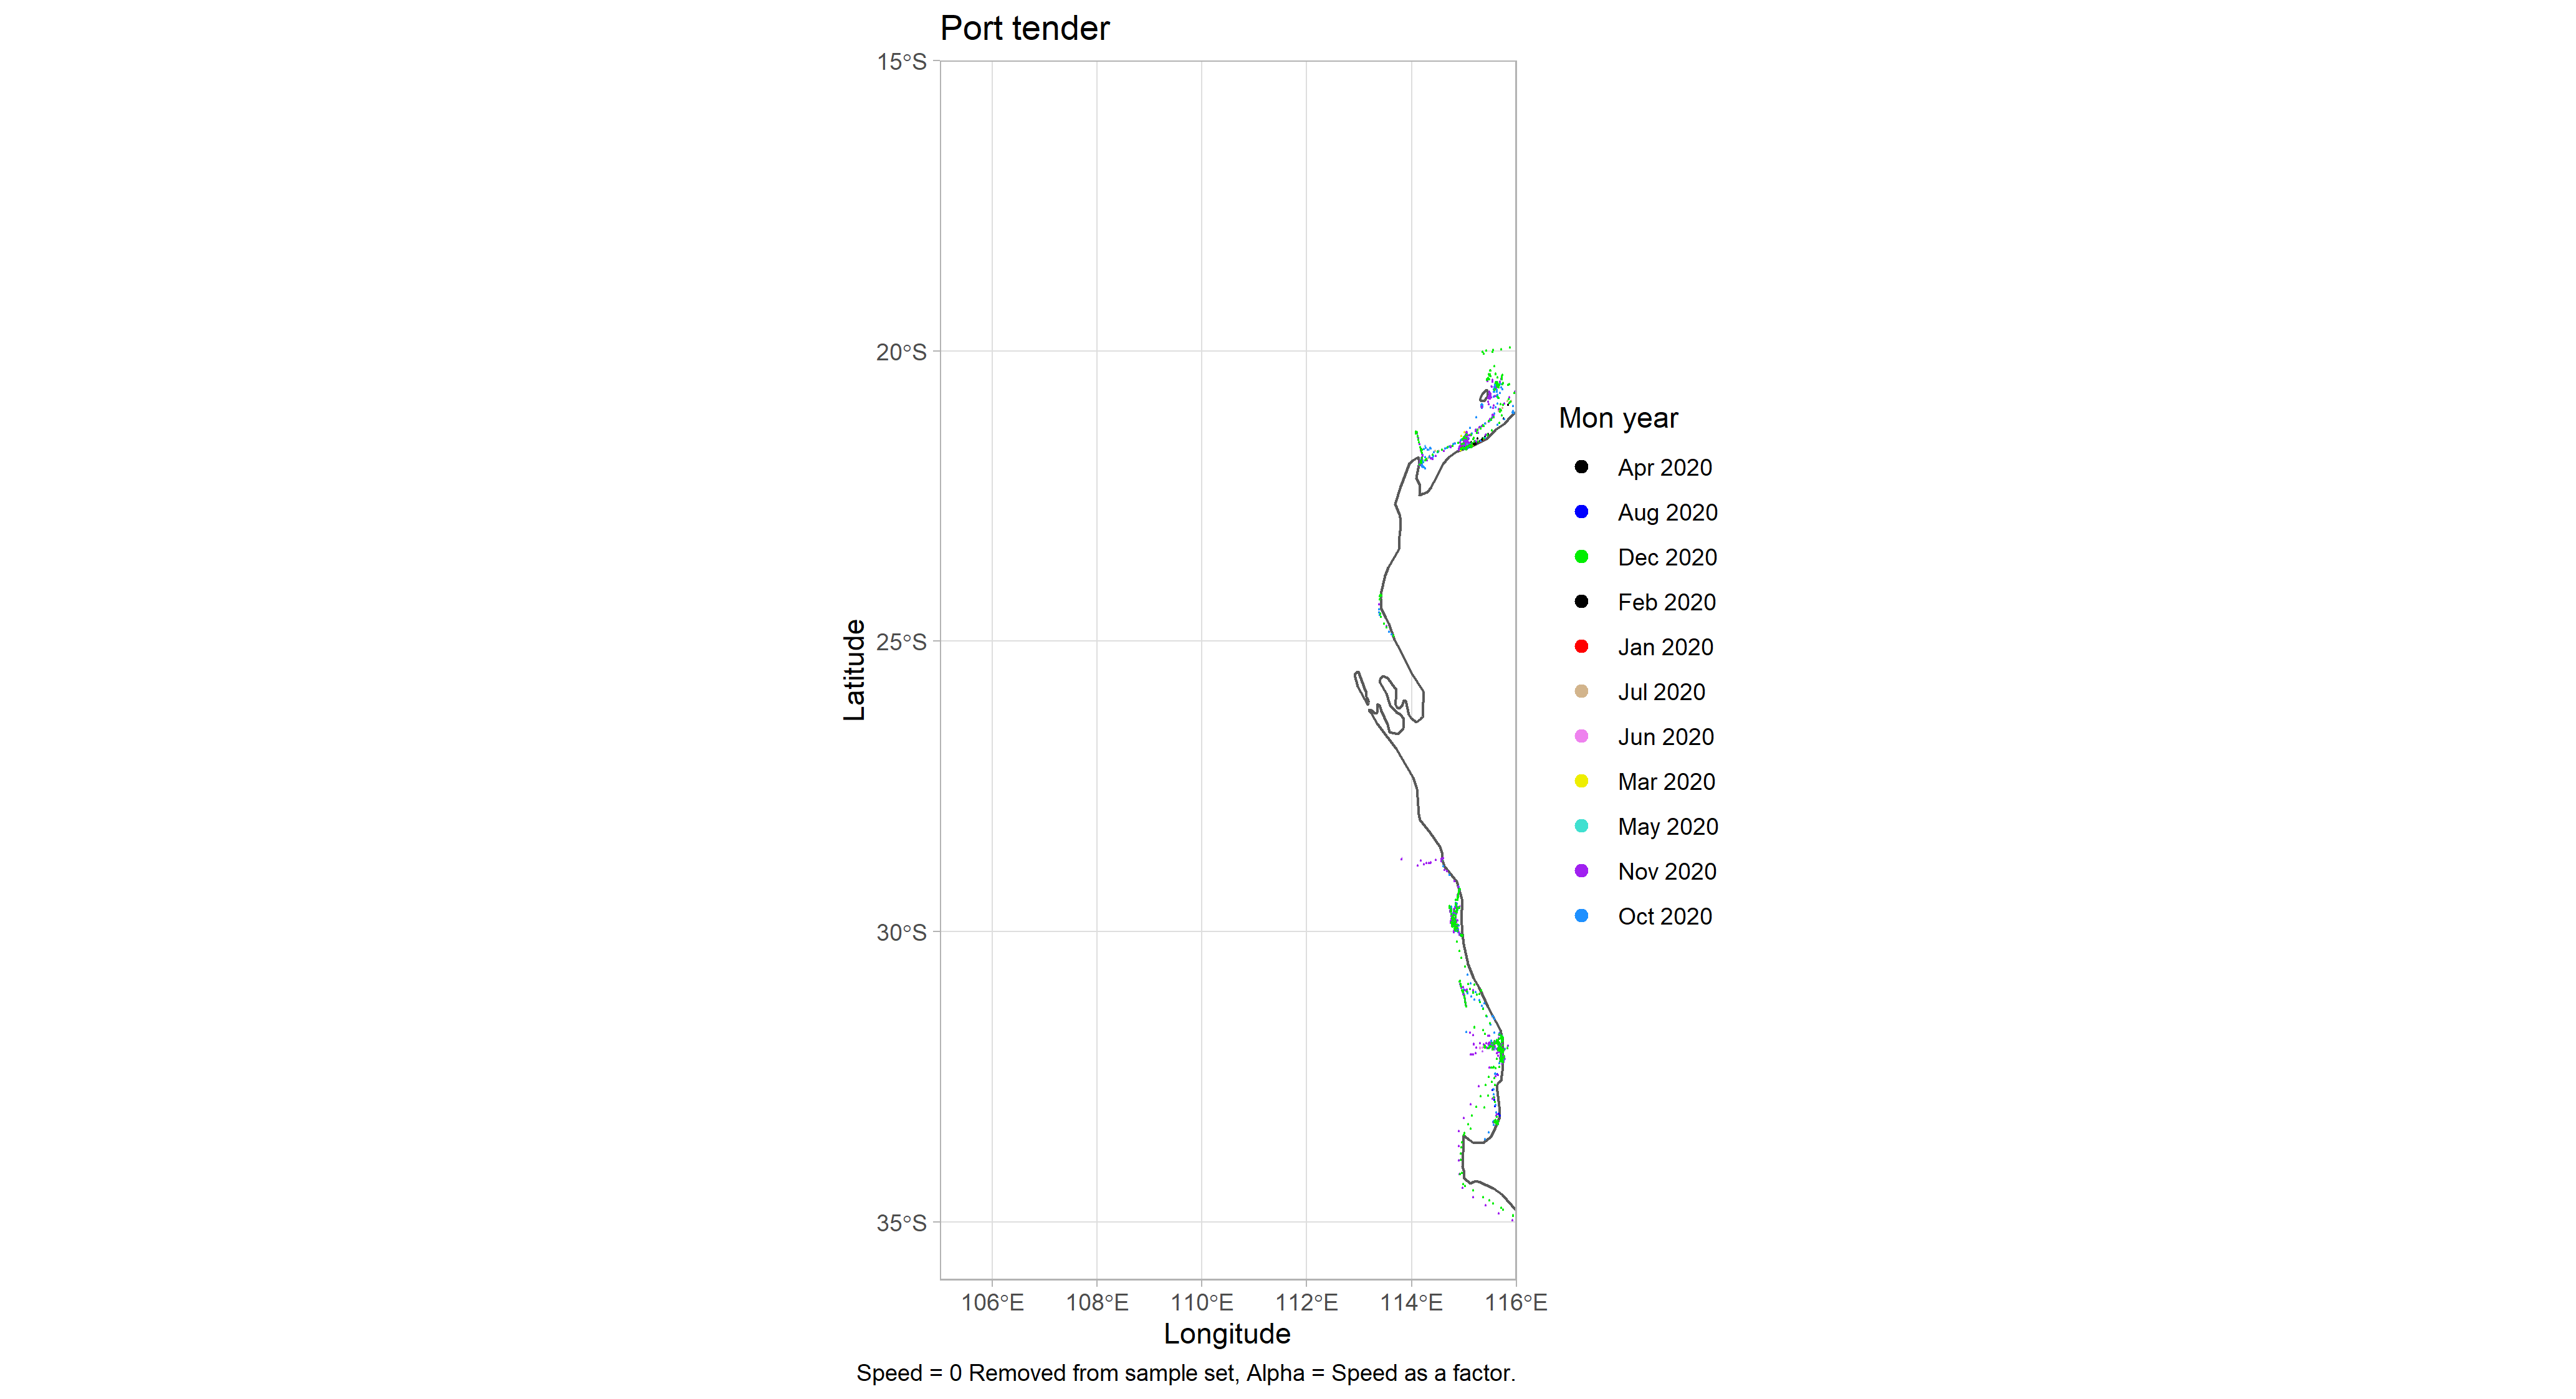 Port tender
15°S
20°S
25°S
30°S
35°S
Latitude
106°E
108°E
110°E
112°E
114°E
116°E
Longitude
Speed = 0 Removed from sample set, Alpha = Speed as a factor.
Mon year
Apr 2020
Aug 2020
Dec 2020
Feb 2020
Jan 2020
Jul 2020
Jun 2020
Mar 2020
May 2020
Nov 2020
Oct 2020